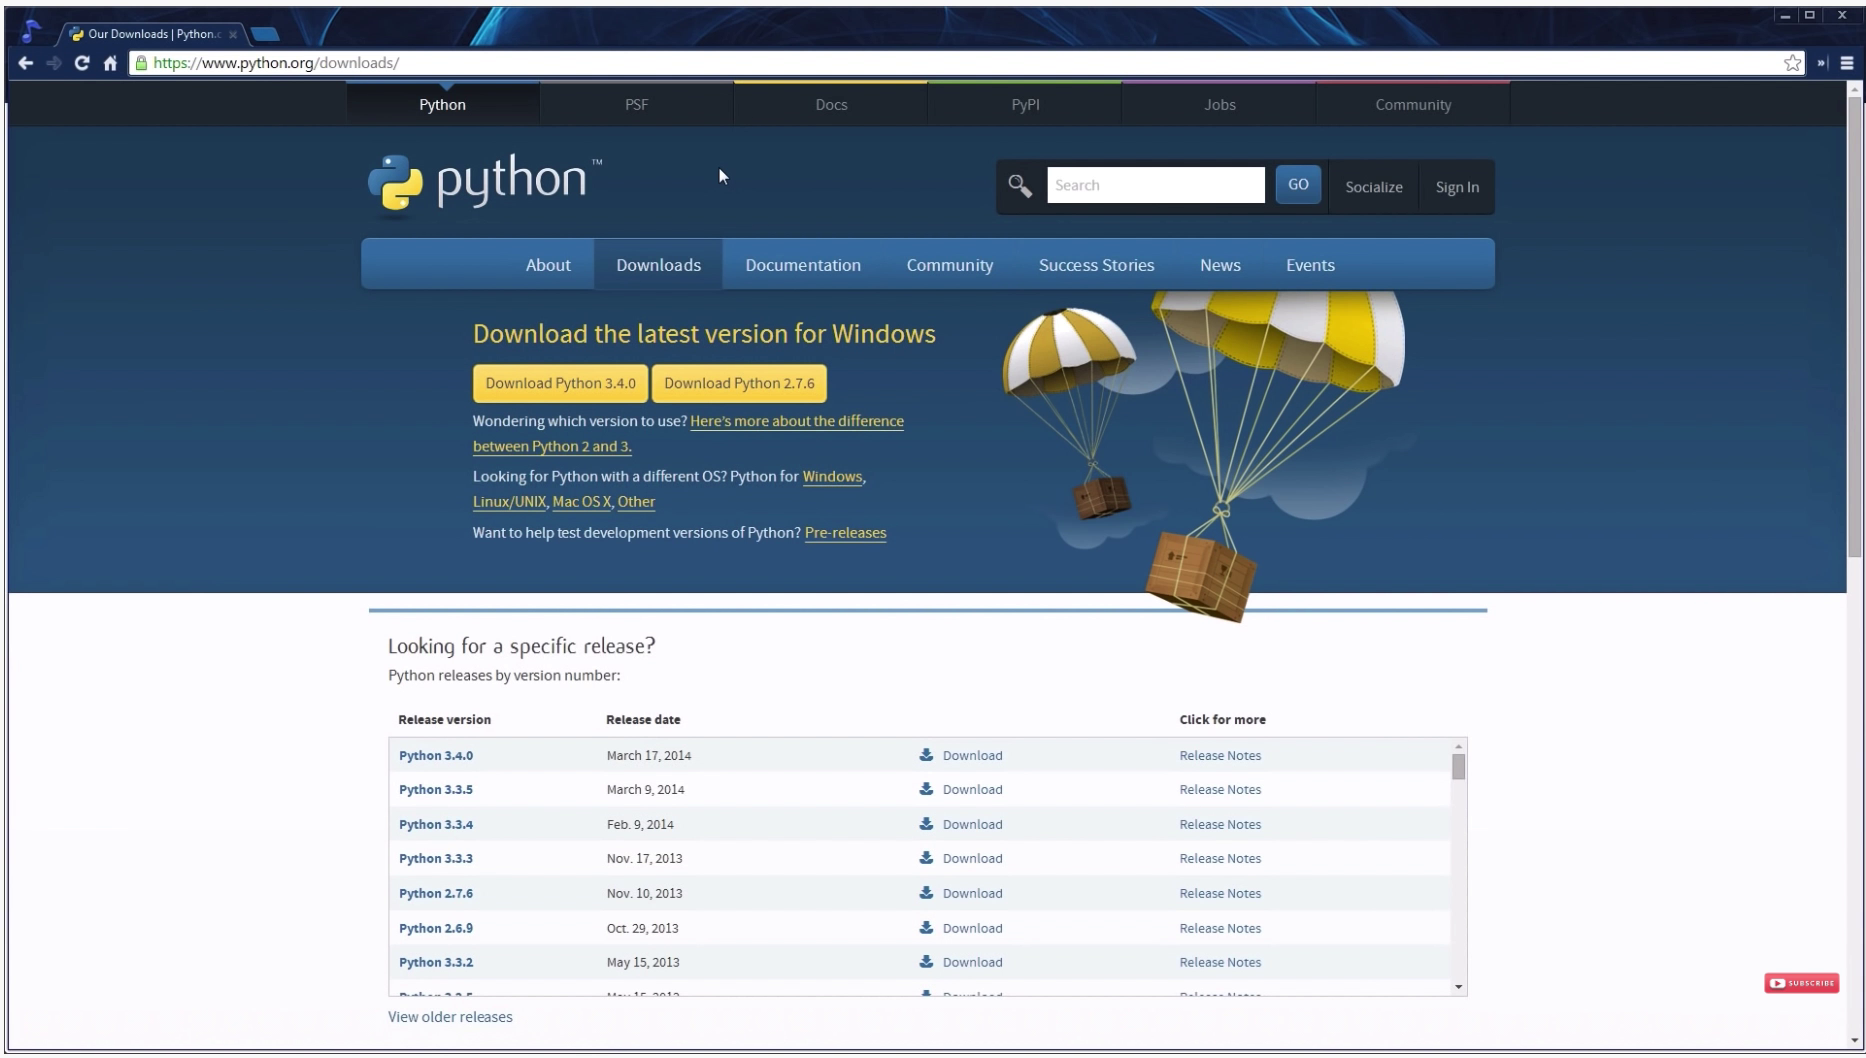 Our Downloads | Python.c
https://www.python.org/downloads/
Python
PSF
Docs
PyPI
Jobs
Community
python™
Search
GO
Socialize
Sign In
About
Downloads
Documentation
Community
Success Stories
News
Events
Download the latest version for Windows
Download Python 3.4.0
Download Python 2.7.6
Wondering which version to use? Here's more about the difference
between Python 2 and 3.
Looking for Python with a different OS? Python for Windows,
Linux/UNIX, Mac OS X, Other
Want to help test development versions of Python? Pre-releases
Looking for a specific release?
Python releases by version number:
Release version Release date Click for more
Python 3.4.0 March 17, 2014 Download Release Notes
Python 3.3.5 March 9, 2014 Download Release Notes
Python 3.3.4 Feb. 9, 2014 Download Release Notes
Python 3.3.3 Nov. 17, 2013 Download Release Notes
Python 2.7.6 Nov. 10, 2013 Download Release Notes
Python 2.6.9 Oct. 29, 2013 Download Release Notes
Python 3.3.2 May 15, 2013 Download Release Notes
SUBSCRIBE
View older releases